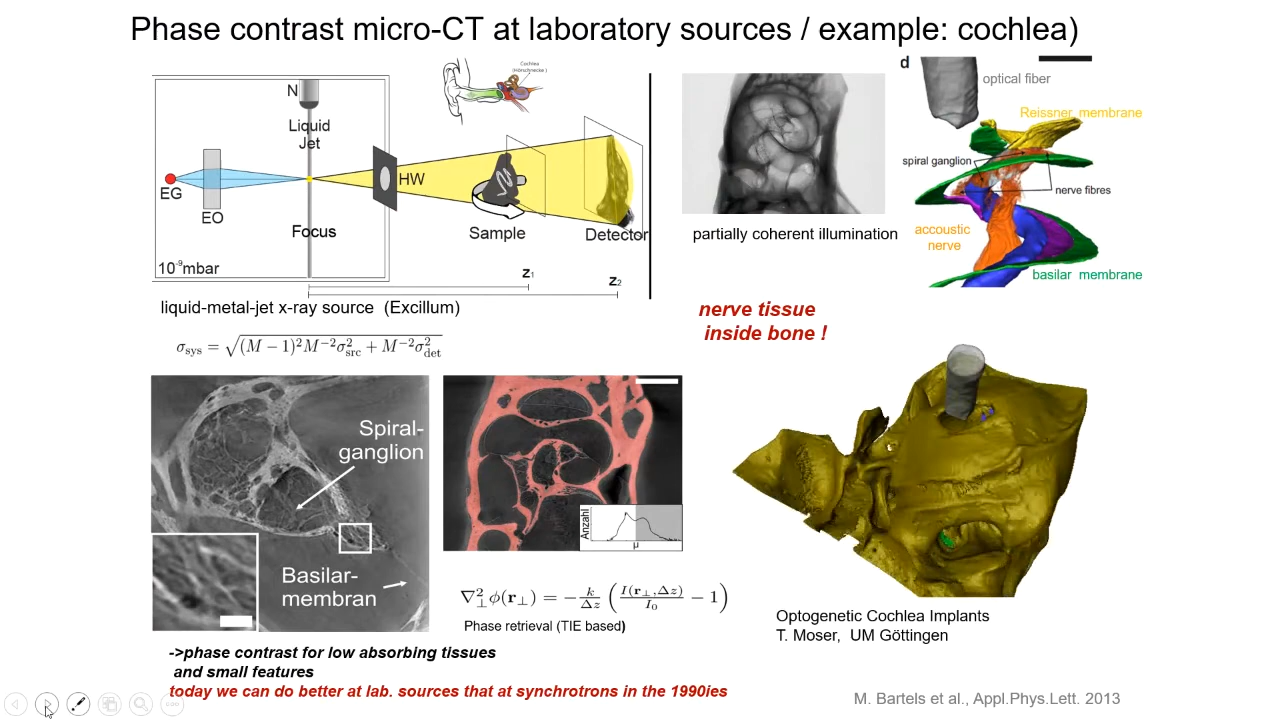 Phase contrast micro-CT at laboratory sources / example: cochlea)
Cochlea
(Hörschnecke)
N
Liquid
Jet
EG
EO
HW
Focus
Sample
Detector
10⁻⁹mbar
z₁
z₂
liquid-metal-jet x-ray source (Excillum)
σ_sys = √((M − 1)²M⁻²σ²_src + M⁻²σ²_det)
partially coherent illumination
d
optical fiber
Reissner membrane
spiral ganglion
nerve fibres
accoustic
nerve
basilar membrane
nerve tissue
inside bone !
Spiral-
ganglion
Basilar-
membran
Anzahl
μ
∇²_⊥ϕ(r_⊥) = −k/Δz (I(r_⊥,Δz)/I₀ − 1)
Phase retrieval (TIE based)
Optogenetic Cochlea Implants
T. Moser, UM Göttingen
->phase contrast for low absorbing tissues
and small features
today we can do better at lab. sources that at synchrotrons in the 1990ies
M. Bartels et al., Appl.Phys.Lett. 2013